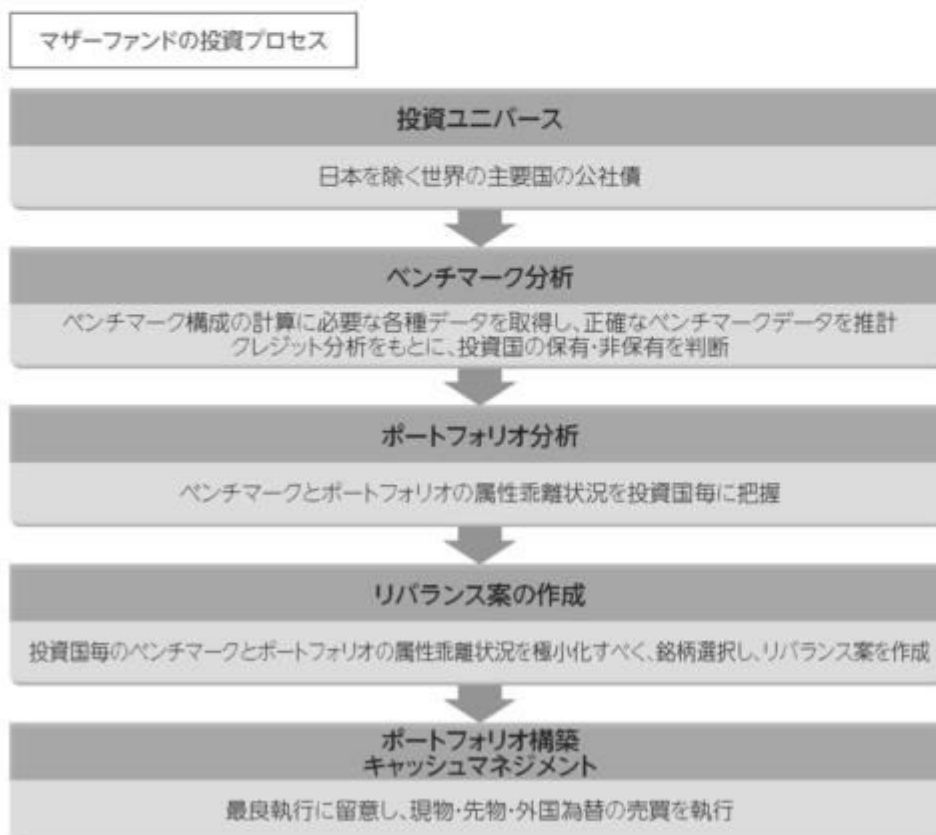 マザーファンドの投資プロセス
投資ユニバース
日本を除く世界の主要国の公社債
ベンチマーク分析
ベンチマーク構成の計算に必要な各種データを取得し、正確なベンチマークデータを推計
クレジット分析をもとに、投資国の保有・非保有を判断
ポートフォリオ分析
ベンチマークとポートフォリオの属性乖離状況を投資国毎に把握
リバランス案の作成
投資国毎のベンチマークとポートフォリオの属性乖離状況を極小化すべく、銘柄選択し、リバランス案を作成
ポートフォリオ構築
キャッシュマネジメント
最良執行に留意し、現物・先物・外国為替の売買を執行